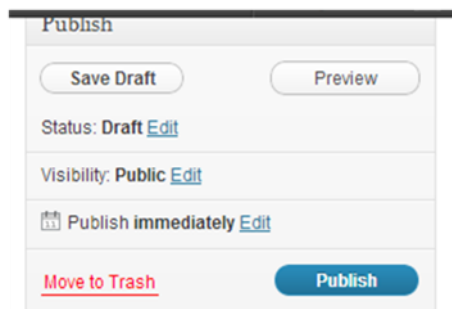 Publish
Save Draft Preview
Status: Draft Edit
Visibility: Public Edit
Publish immediately Edit
Move to Trash Publish